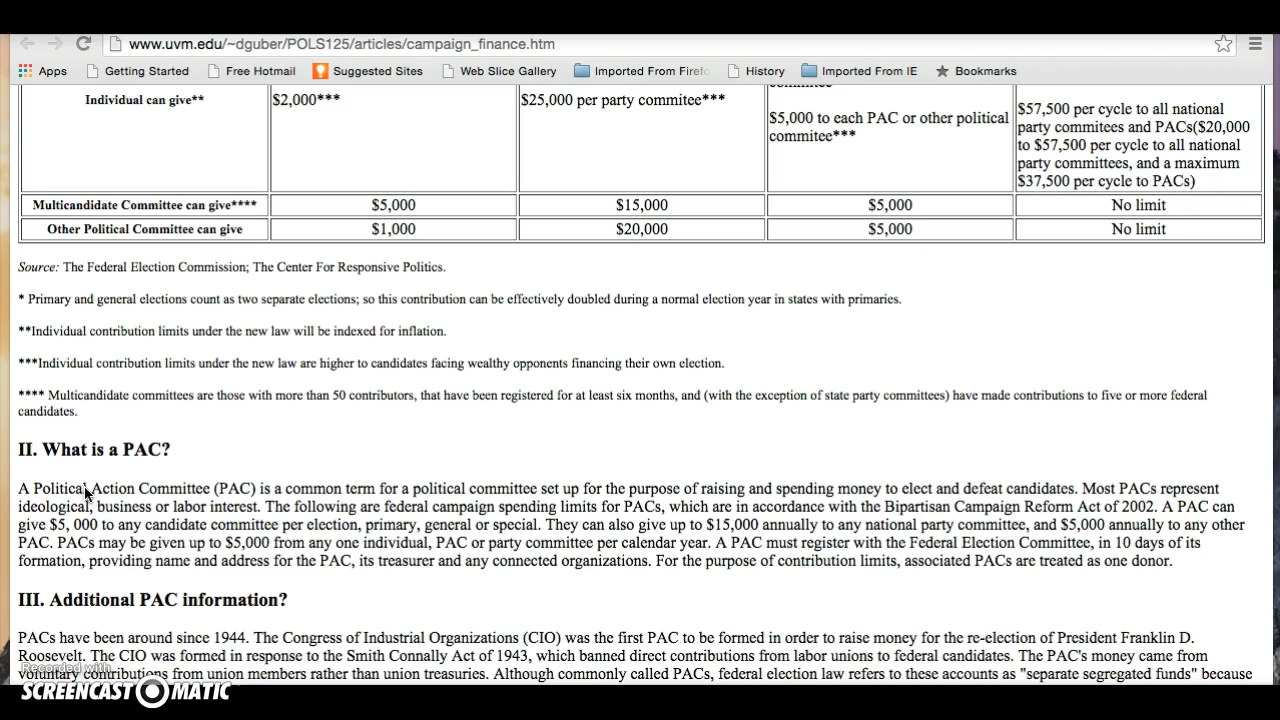 www.uvm.edu/~dguber/POLS125/articles/campaign_finance.htm
Apps Getting Started Free Hotmail Suggested Sites Web Slice Gallery Imported From Firefo History Imported From IE Bookmarks
committee
Individual can give** $2,000*** $25,000 per party commitee***
$57,500 per cycle to all national
$5,000 to each PAC or other political
party commitees and PACs($20,000
commitee***
to $57,500 per cycle to all national
party committees, and a maximum
$37,500 per cycle to PACs)
Multicandidate Committee can give**** $5,000 $15,000 $5,000 No limit
Other Political Committee can give $1,000 $20,000 $5,000 No limit
Source: The Federal Election Commission; The Center For Responsive Politics.
* Primary and general elections count as two separate elections; so this contribution can be effectively doubled during a normal election year in states with primaries.
**Individual contribution limits under the new law will be indexed for inflation.
***Individual contribution limits under the new law are higher to candidates facing wealthy opponents financing their own election.
**** Multicandidate committees are those with more than 50 contributors, that have been registered for at least six months, and (with the exception of state party committees) have made contributions to five or more federal
candidates.
II. What is a PAC?
A Political Action Committee (PAC) is a common term for a political committee set up for the purpose of raising and spending money to elect and defeat candidates. Most PACs represent
ideological, business or labor interest. The following are federal campaign spending limits for PACs, which are in accordance with the Bipartisan Campaign Reform Act of 2002. A PAC can
give $5, 000 to any candidate committee per election, primary, general or special. They can also give up to $15,000 annually to any national party committee, and $5,000 annually to any other
PAC. PACs may be given up to $5,000 from any one individual, PAC or party committee per calendar year. A PAC must register with the Federal Election Committee, in 10 days of its
formation, providing name and address for the PAC, its treasurer and any connected organizations. For the purpose of contribution limits, associated PACs are treated as one donor.
III. Additional PAC information?
PACs have been around since 1944. The Congress of Industrial Organizations (CIO) was the first PAC to be formed in order to raise money for the re-election of President Franklin D.
Roosevelt. The CIO was formed in response to the Smith Connally Act of 1943, which banned direct contributions from labor unions to federal candidates. The PAC's money came from
voluntary contributions from union members rather than union treasuries. Although commonly called PACs, federal election law refers to these accounts as "separate segregated funds" because
Recorded with
SCREENCAST MATIC